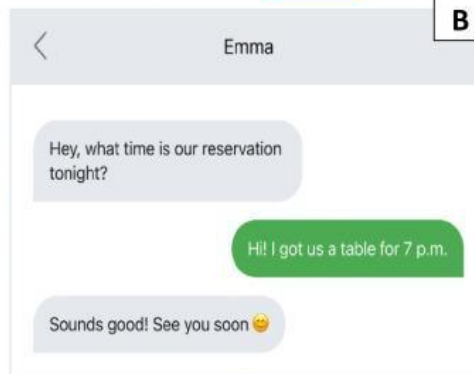 B
Emma
Hey, what time is our reservation
tonight?
Hi! I got us a table for 7 p.m.
Sounds good! See you soon 😊